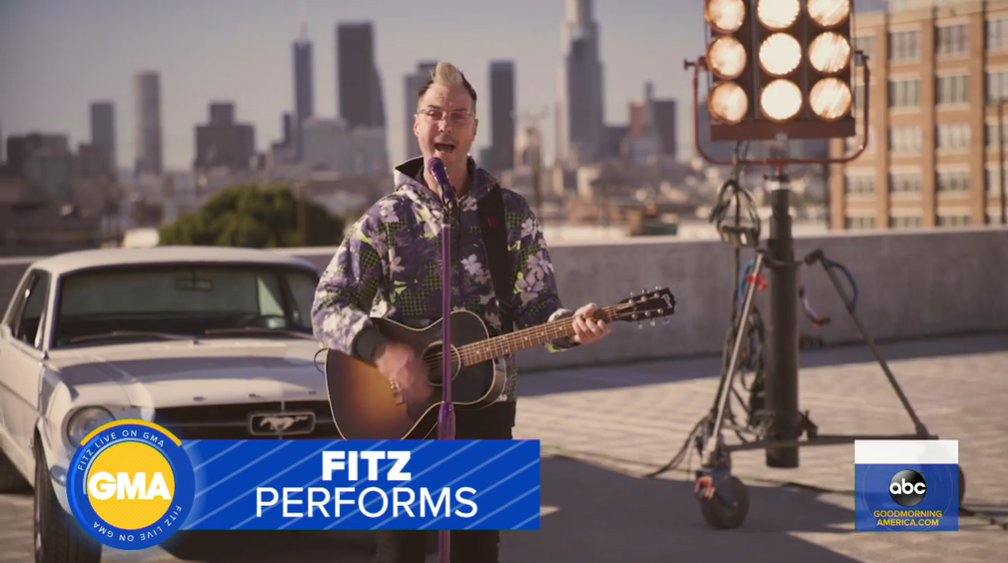 FITZ LIVE ON GMA
GMA
FITZ LIVE ON GMA
FITZ
PERFORMS
abc
GOODMORNING
AMERICA.COM